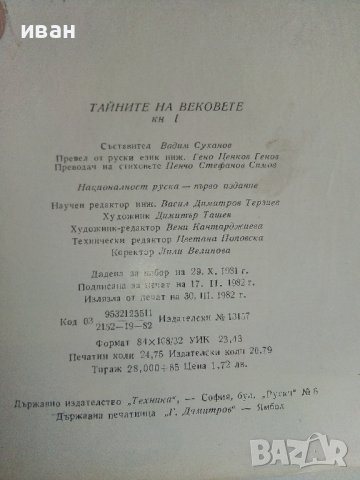 иван
ТАЙНИТЕ НА ВЕКОВЕТЕ
кн I
Съставител Вадим Суханов
Превел от руски език инж. Гено Ценков Генов
Преводач на стиховете Пенчо Стефанов Симов
Националност руска — първо издание
Научен редактор инж. Васил Димитров Терзиев
Художник Димитър Ташев
Художник-редактор Вени Кантарджиева
Технически редактор Цветана Поповска
Коректор Лили Велинова
Дадена за набор на 29. X. 1981 г.
Подписана за печат на 17. II. 1982 г.
Излязла от печат на 30. III. 1982 г.
Код 03 9532123511 Издателски № 13157
2152—19—82
Формат 84×108/32 УИК 23,43
Печатни коли 24,75 Издателски коли 20,79
Тираж 28,000+85 Цена 1,72 лв.
Държавно издателство „Техника“, — София, бул. „Руски“ № 6
Държавна печатница „Г. Димитров“ — Ямбол
BAZAR